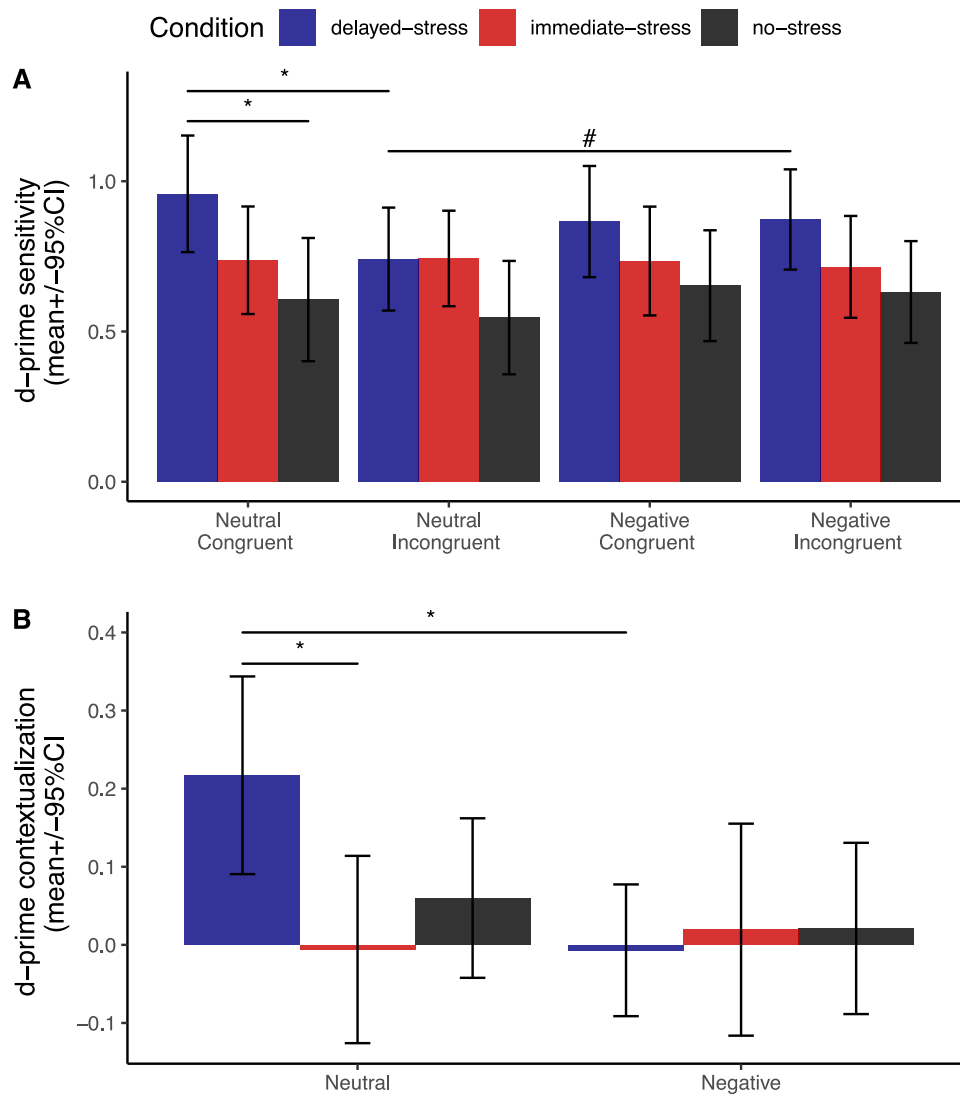 Condition delayed−stress immediate−stress no−stress
A
* 
*
#
d−prime sensitivity
(mean+/−95%CI)
1.0
0.5
0.0
Neutral
Congruent
Neutral
Incongruent
Negative
Congruent
Negative
Incongruent
B
*
*
d−prime contextualization
(mean+/−95%CI
0.4
0.3
0.2
0.1
0.0
−0.1
Neutral
Negative